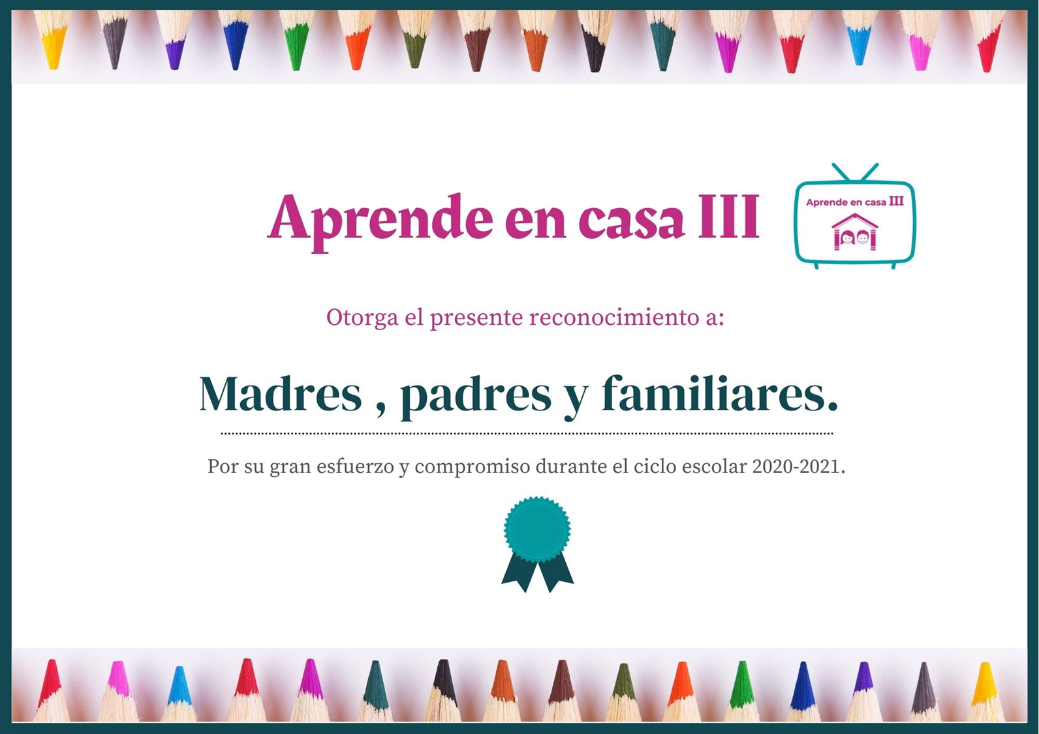 Aprende en casa III
Aprende en casa III
Otorga el presente reconocimiento a:
Madres , padres y familiares.
Por su gran esfuerzo y compromiso durante el ciclo escolar 2020-2021.